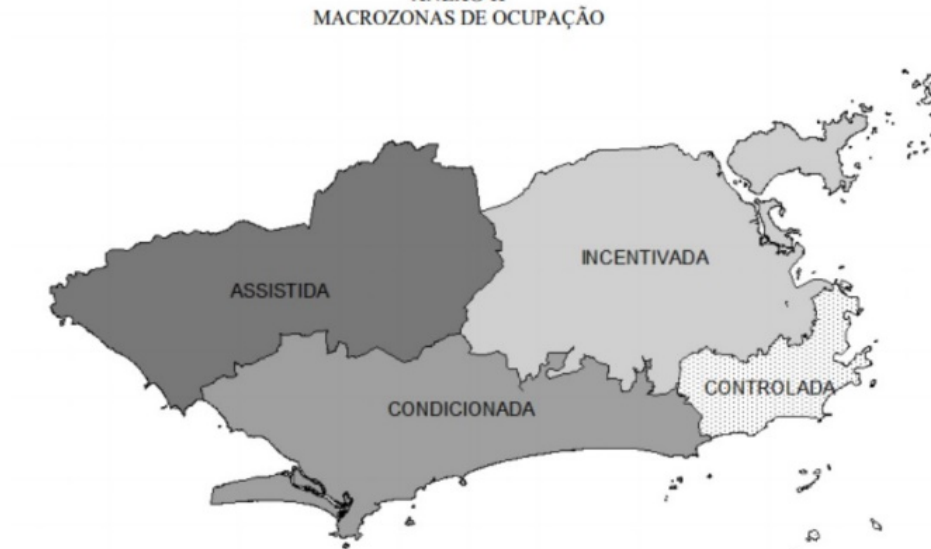 MACROZONAS DE OCUPAÇÃO
INCENTIVADA
ASSISTIDA
CONTROLADA
CONDICIONADA